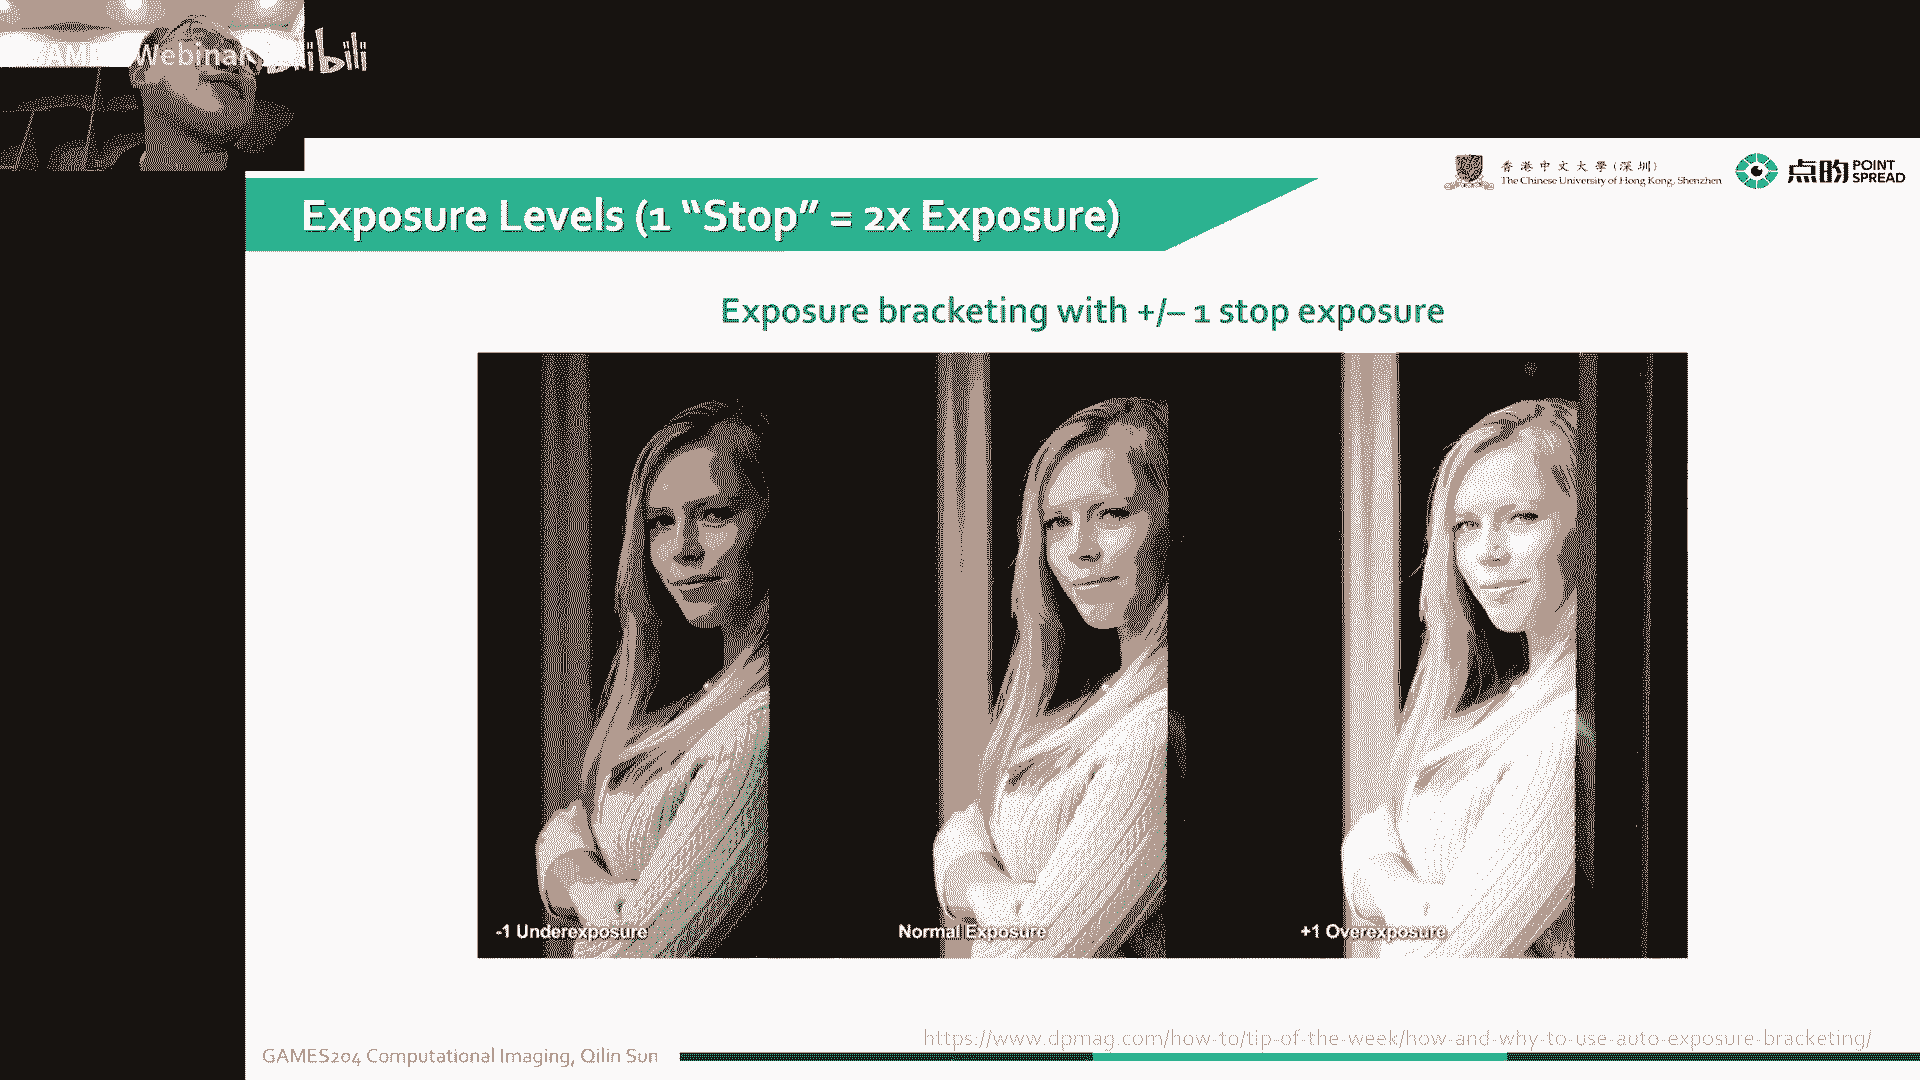 Webinar bilibili
香港中文大學(深圳)
The Chinese University of Hong Kong, Shenzhen
点昀 POINT SPREAD
Exposure Levels (1 “Stop” = 2x Exposure)
Exposure bracketing with +/– 1 stop exposure
-1 Underexposure
Normal Exposure
+1 Overexposure
https://www.dpmag.com/how-to/tip-of-the-week/how-and-why-to-use-auto-exposure-bracketing/
GAMES204 Computational Imaging, Qilin Sun